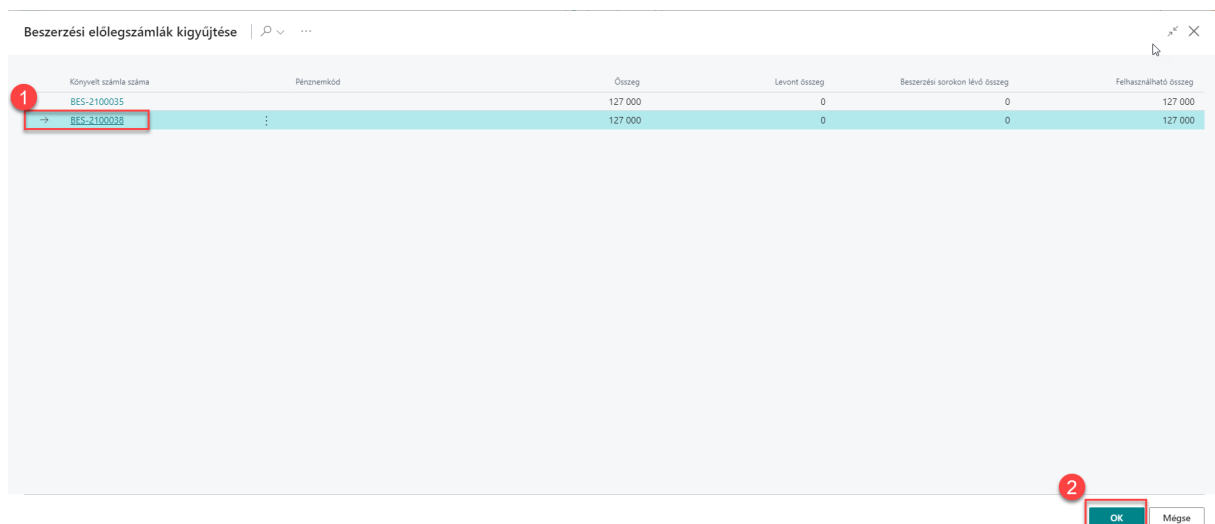 Beszerzési előlegszámlák kigyűjtése
Könyvelt számla száma Pénznemkód Összeg Levont összeg Beszerzési sorokon lévő összeg Felhasználható összeg
1
BES-2100035 127 000 0 0 127 000
BES-2100038 127 000 0 0 127 000
2
OK Mégse